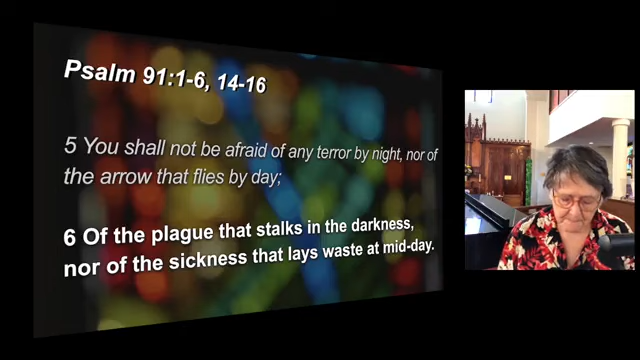 Psalm 91:1-6, 14-16
5 You shall not be afraid of any terror by night, nor of
the arrow that flies by day;
6 Of the plague that stalks in the darkness,
nor of the sickness that lays waste at mid-day.